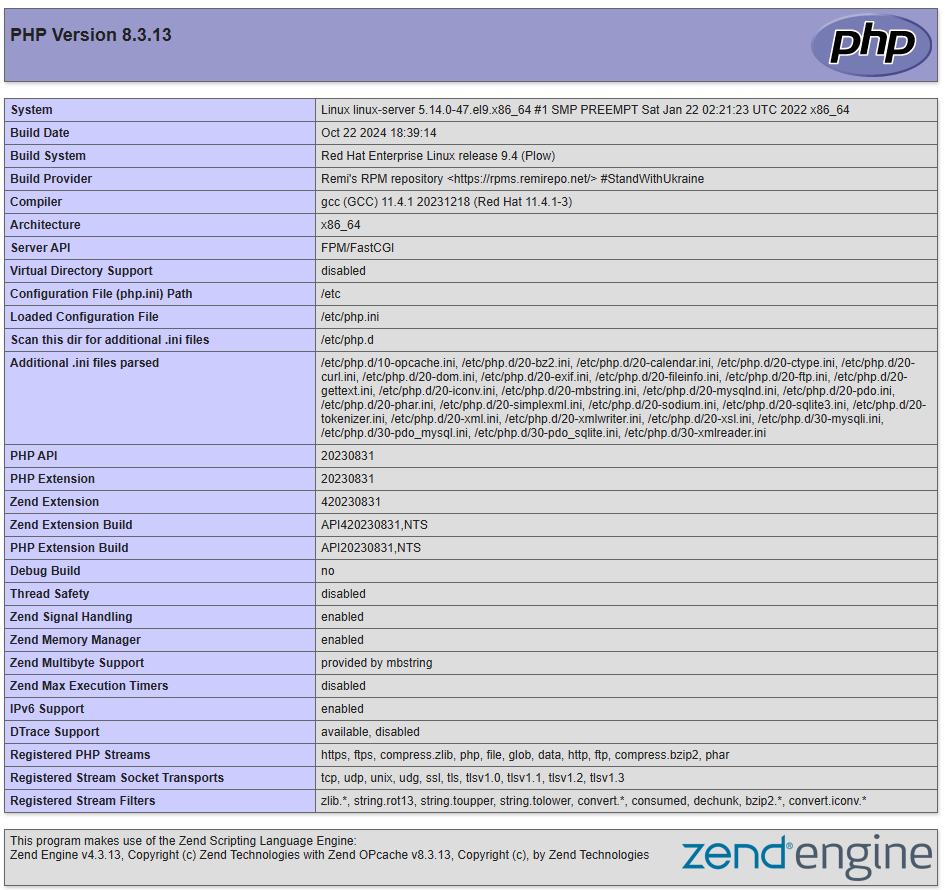 PHP Version 8.3.13
php
System Linux linux-server 5.14.0-47.el9.x86_64 #1 SMP PREEMPT Sat Jan 22 02:21:23 UTC 2022 x86_64
Build Date Oct 22 2024 18:39:14
Build System Red Hat Enterprise Linux release 9.4 (Plow)
Build Provider Remi's RPM repository <https://rpms.remirepo.net/> #StandWithUkraine
Compiler gcc (GCC) 11.4.1 20231218 (Red Hat 11.4.1-3)
Architecture x86_64
Server API FPM/FastCGI
Virtual Directory Support disabled
Configuration File (php.ini) Path /etc
Loaded Configuration File /etc/php.ini
Scan this dir for additional .ini files /etc/php.d
Additional .ini files parsed /etc/php.d/10-opcache.ini, /etc/php.d/20-bz2.ini, /etc/php.d/20-calendar.ini, /etc/php.d/20-ctype.ini, /etc/php.d/20-
curl.ini, /etc/php.d/20-dom.ini, /etc/php.d/20-exif.ini, /etc/php.d/20-fileinfo.ini, /etc/php.d/20-ftp.ini, /etc/php.d/20-
gettext.ini, /etc/php.d/20-iconv.ini, /etc/php.d/20-mbstring.ini, /etc/php.d/20-mysqlnd.ini, /etc/php.d/20-pdo.ini,
/etc/php.d/20-phar.ini, /etc/php.d/20-simplexml.ini, /etc/php.d/20-sodium.ini, /etc/php.d/20-sqlite3.ini, /etc/php.d/20-
tokenizer.ini, /etc/php.d/20-xml.ini, /etc/php.d/20-xmlwriter.ini, /etc/php.d/20-xsl.ini, /etc/php.d/30-mysqli.ini,
/etc/php.d/30-pdo_mysql.ini, /etc/php.d/30-pdo_sqlite.ini, /etc/php.d/30-xmlreader.ini
PHP API 20230831
PHP Extension 20230831
Zend Extension 420230831
Zend Extension Build API420230831,NTS
PHP Extension Build API20230831,NTS
Debug Build no
Thread Safety disabled
Zend Signal Handling enabled
Zend Memory Manager enabled
Zend Multibyte Support provided by mbstring
Zend Max Execution Timers disabled
IPv6 Support enabled
DTrace Support available, disabled
Registered PHP Streams https, ftps, compress.zlib, php, file, glob, data, http, ftp, compress.bzip2, phar
Registered Stream Socket Transports tcp, udp, unix, udg, ssl, tls, tlsv1.0, tlsv1.1, tlsv1.2, tlsv1.3
Registered Stream Filters zlib.*, string.rot13, string.toupper, string.tolower, convert.*, consumed, dechunk, bzip2.*, convert.iconv.*
This program makes use of the Zend Scripting Language Engine:
Zend Engine v4.3.13, Copyright (c) Zend Technologies with Zend OPcache v8.3.13, Copyright (c), by Zend Technologies
zend® engine